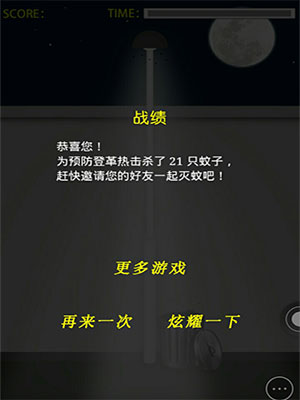 SCORE: TIME:
战绩
恭喜您！
为预防登革热击杀了 21 只蚊子，
赶快邀请您的好友一起灭蚊吧！
更多游戏
再来一次 炫耀一下